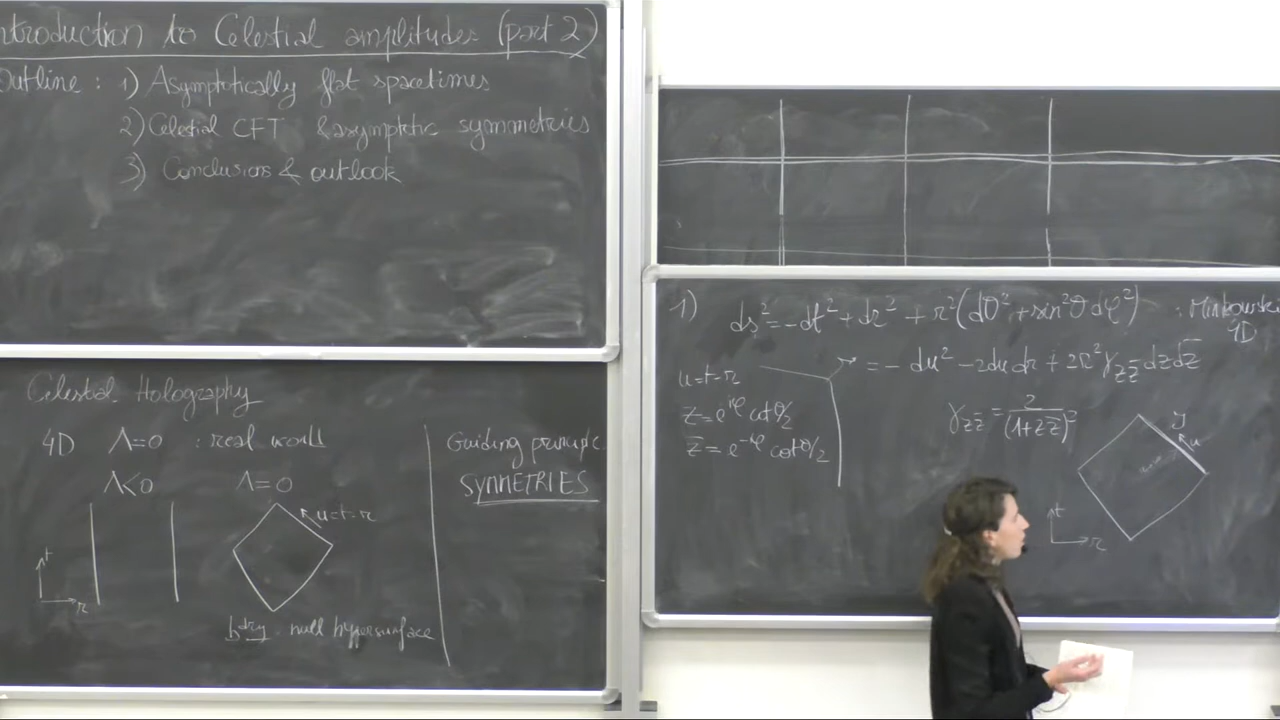 ntroduction to Celestial amplitudes (part 2)
Outline : 1) Asymptotically flat spacetimes
2) Celestial CFT & asymptotic symmetries
3) Conclusions & outlook
Celestial Holography
4D Λ=0 : real world
Λ<0 Λ=0
u=t-r
t
r
bdry : null hypersurface
Guiding principle
SYMMETRIES
1) ds² = -dt² + dr² + r²(dθ² + sin²θ dφ²) : Minkowski 4D
= - du² - 2du dr + 2r² γ_{z z̄} dz dz̄
u=t-r
z = e^{iφ} cot θ/2
z̄ = e^{-iφ} cot θ/2
γ_{z z̄} = 2/(1+z z̄)²
I
u
t
r